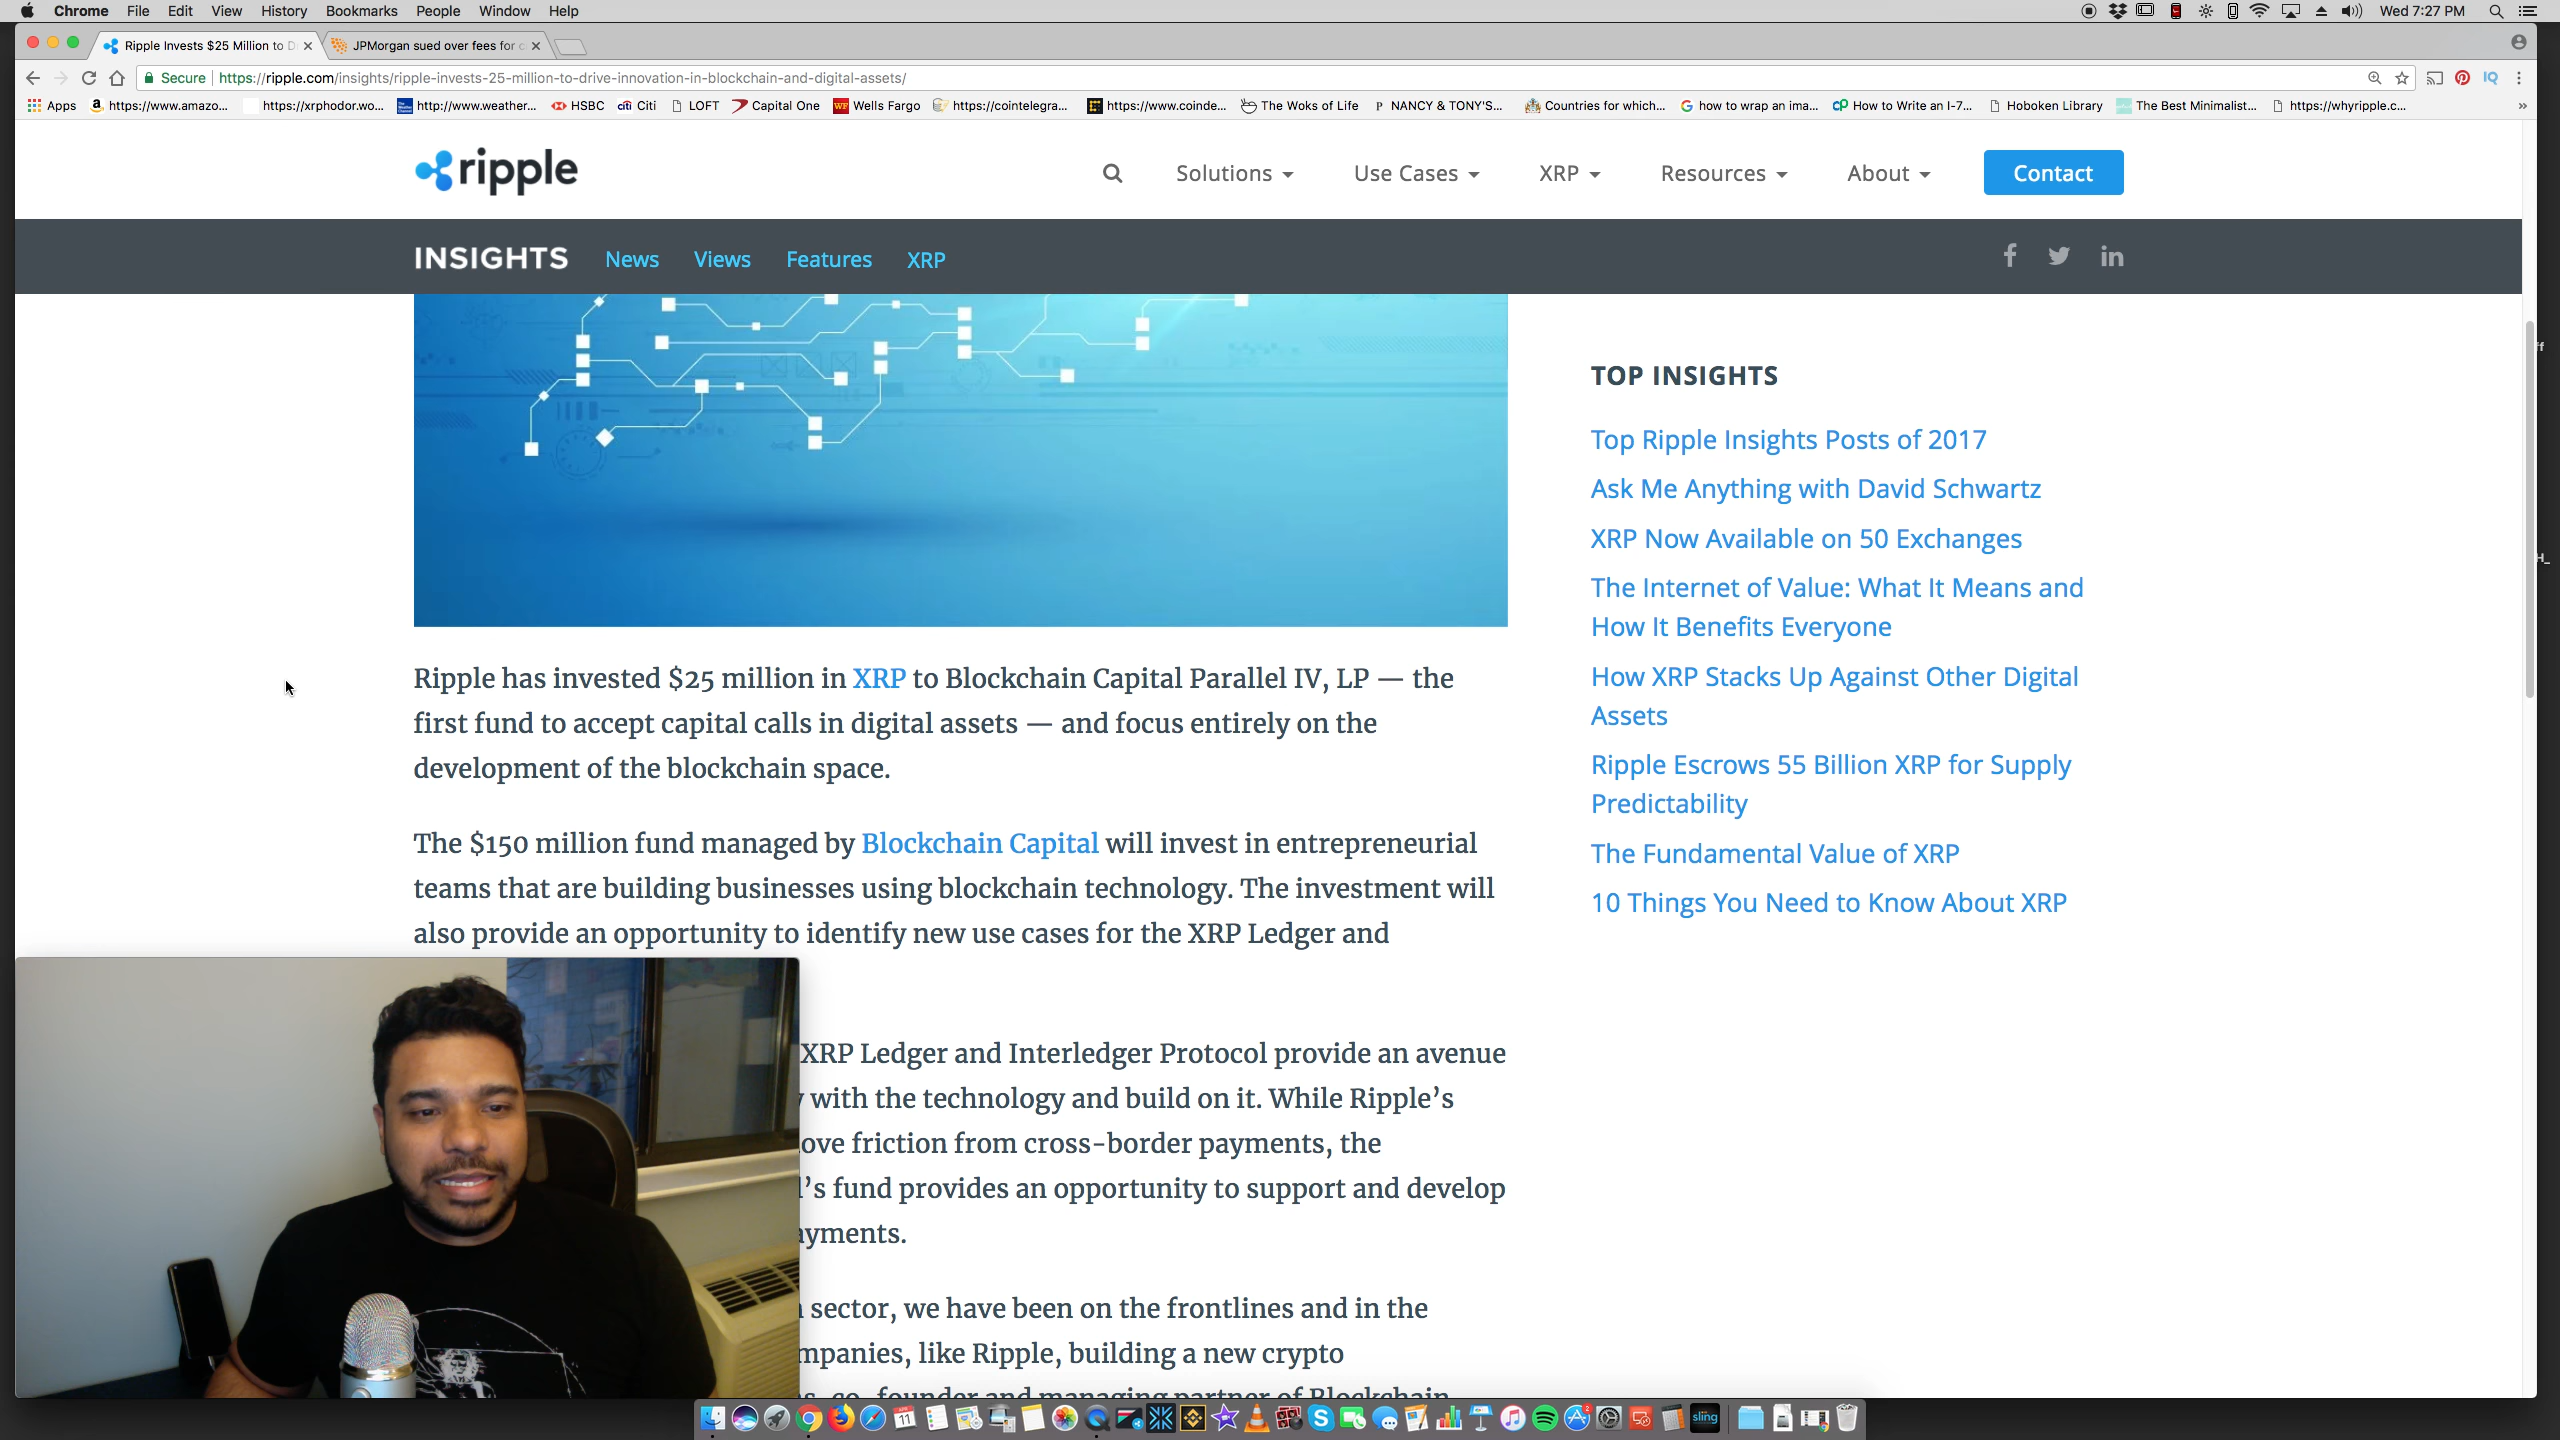 Chrome File Edit View History Bookmarks People Window Help
Wed 7:27 PM
Ripple Invests $25 Million to D
JPMorgan sued over fees for c
Secure https://ripple.com/insights/ripple-invests-25-million-to-drive-innovation-in-blockchain-and-digital-assets/
IQ
Apps https://www.amazo... https://xrphodor.wo... http://www.weather... HSBC citi Citi LOFT Capital One WF Wells Fargo https://cointelegra... https://www.coinde... The Woks of Life P NANCY & TONY'S... Countries for which... how to wrap an ima... How to Write an I-7... Hoboken Library The Best Minimalist... https://whyripple.c... »
ripple
Solutions Use Cases XRP Resources About Contact
INSIGHTS News Views Features XRP
TOP INSIGHTS
Top Ripple Insights Posts of 2017
Ask Me Anything with David Schwartz
XRP Now Available on 50 Exchanges
The Internet of Value: What It Means and
How It Benefits Everyone
How XRP Stacks Up Against Other Digital
Assets
Ripple Escrows 55 Billion XRP for Supply
Predictability
The Fundamental Value of XRP
10 Things You Need to Know About XRP
Ripple has invested $25 million in XRP to Blockchain Capital Parallel IV, LP — the
first fund to accept capital calls in digital assets — and focus entirely on the
development of the blockchain space.
The $150 million fund managed by Blockchain Capital will invest in entrepreneurial
teams that are building businesses using blockchain technology. The investment will
also provide an opportunity to identify new use cases for the XRP Ledger and
XRP Ledger and Interledger Protocol provide an avenue
with the technology and build on it. While Ripple's
ove friction from cross-border payments, the
l's fund provides an opportunity to support and develop
ayments.
sector, we have been on the frontlines and in the
mpanies, like Ripple, building a new crypto
co-founder and managing partner of Blockchain
sling